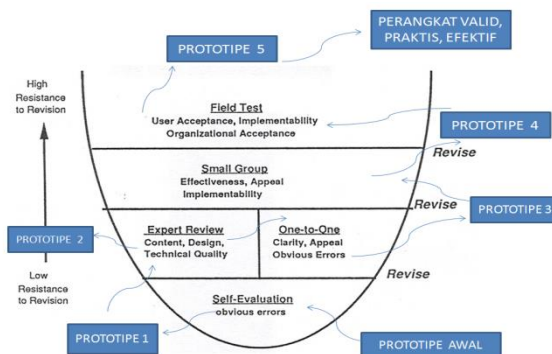 PERANGKAT VALID,
PRAKTIS, EFEKTIF
PROTOTIPE 5
High
Resistance
to Revision
Field Test
User Acceptance, Implementability
Organizational Acceptance
PROTOTIPE 4
Revise
Small Group
Effectiveness, Appeal
Implementability
Revise
PROTOTIPE 3
PROTOTIPE 2
Expert Review
Content, Design,
Technical Quality
One-to-One
Clarity, Appeal
Obvious Errors
Low
Resistance
to Revision
Revise
Self-Evaluation
obvious errors
PROTOTIPE 1
PROTOTIPE AWAL